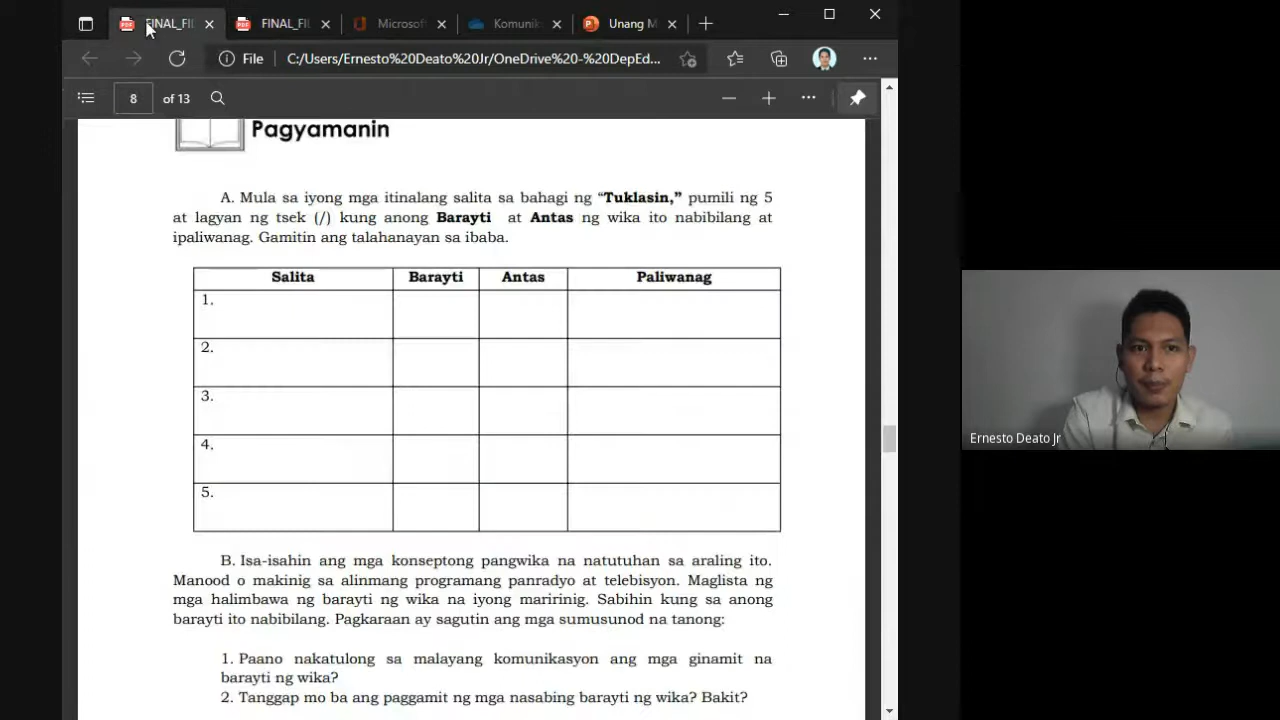 FINAL_FI
FINAL_FI
Microsof
Komunik
Unang M
File
C:/Users/Ernesto%20Deato%20Jr/OneDrive%20-%20DepEd...
8
of 13
Pagyamanin
A. Mula sa iyong mga itinalang salita sa bahagi ng “Tuklasin,” pumili ng 5
at lagyan ng tsek (/) kung anong Barayti at Antas ng wika ito nabibilang at
ipaliwanag. Gamitin ang talahanayan sa ibaba.
Salita Barayti Antas Paliwanag
1.
2.
3.
4.
5.
B. Isa-isahin ang mga konseptong pangwika na natutuhan sa araling ito.
Manood o makinig sa alinmang programang panradyo at telebisyon. Maglista ng
mga halimbawa ng barayti ng wika na iyong maririnig. Sabihin kung sa anong
barayti ito nabibilang. Pagkaraan ay sagutin ang mga sumusunod na tanong:
1. Paano nakatulong sa malayang komunikasyon ang mga ginamit na
barayti ng wika?
2. Tanggap mo ba ang paggamit ng mga nasabing barayti ng wika? Bakit?
Ernesto Deato Jr